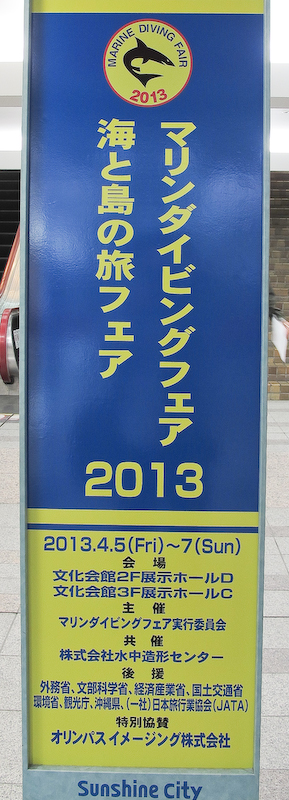 MARINE DIVING FAIR
2013
マリンダイビングフェア
海と島の旅フェア
2013
2013.4.5(Fri)〜7(Sun)
会場
文化会館2F展示ホールD
文化会館3F展示ホールC
主催
マリンダイビングフェア実行委員会
共催
株式会社水中造形センター
後援
外務省、文部科学省、経済産業省、国土交通省
環境省、観光庁、沖縄県、(一社)日本旅行業協会(JATA)
特別協賛
オリンパスイメージング株式会社
Sunshine City